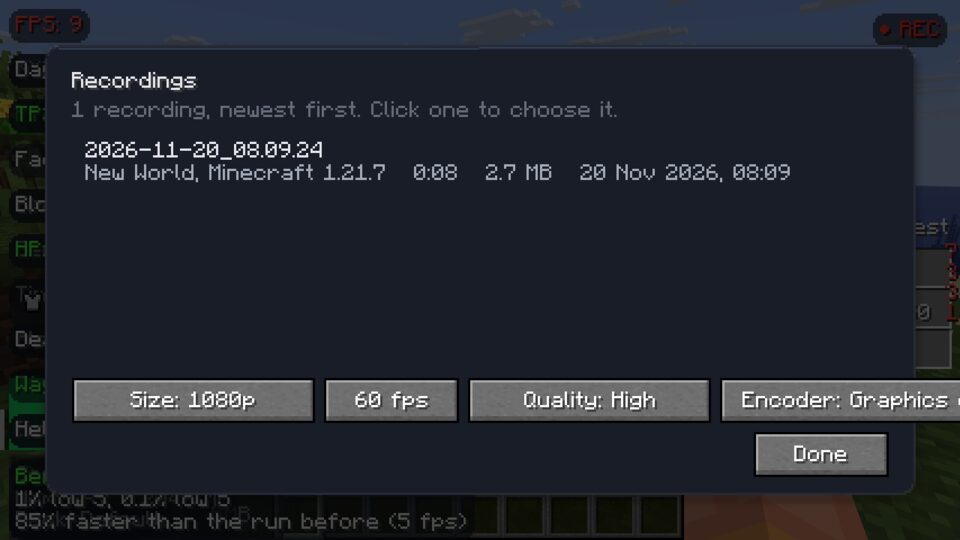 FPS: 9
REC
Recordings
1 recording, newest first. Click one to choose it.
2026-11-20_08.09.24
New World, Minecraft 1.21.7 0:08 2.7 MB 20 Nov 2026, 08:09
Size: 1080p
60 fps
Quality: High
Encoder: Graphics
Done
1% low 5, 0.1% low 5
85% faster than the run before (5 fps)